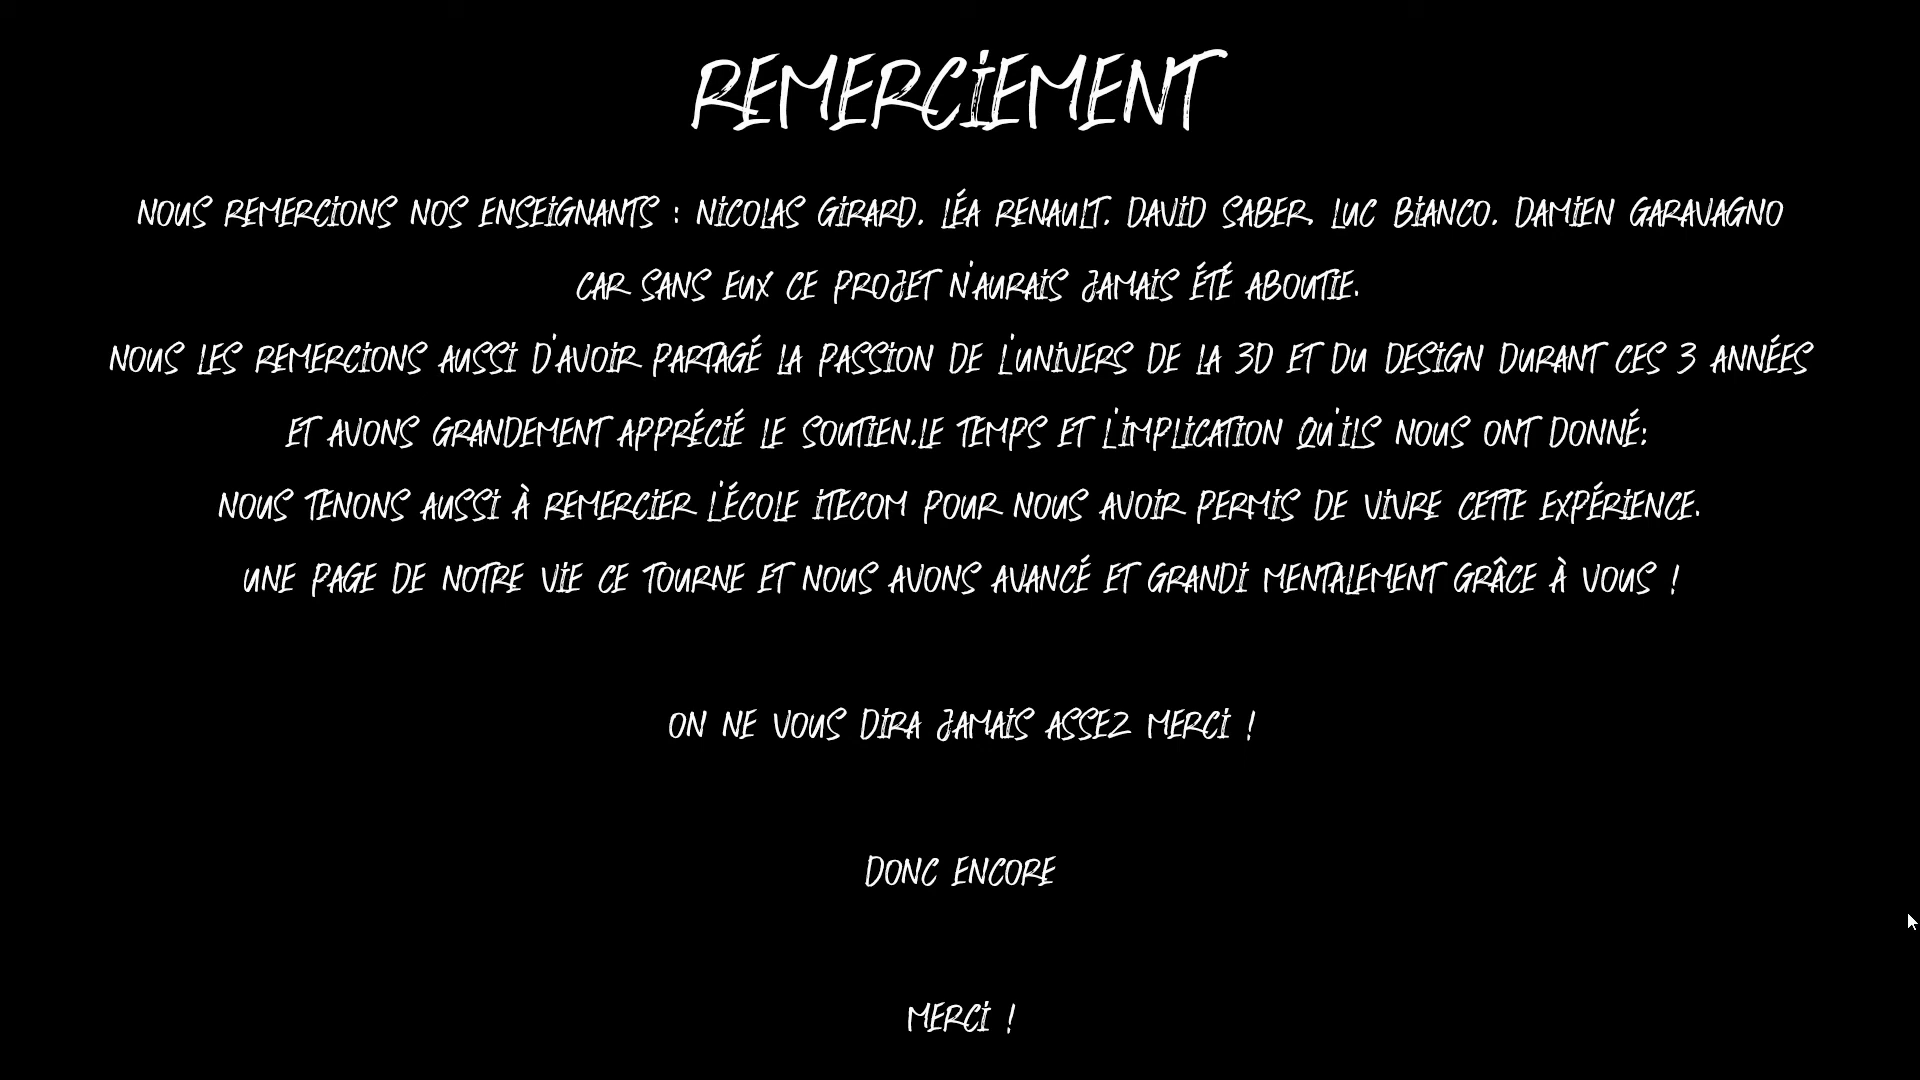 REMERCIEMENT
NOUS REMERCIONS NOS ENSEIGNANTS : NICOLAS GIRARD, LÉA RENAULT, DAVID SABER, LUC BIANCO, DAMIEN GARAVAGNO
CAR SANS EUX CE PROJET N'AURAIS JAMAIS ÉTÉ ABOUTIE.
NOUS LES REMERCIONS AUSSI D'AVOIR PARTAGÉ LA PASSION DE L'UNIVERS DE LA 3D ET DU DESIGN DURANT CES 3 ANNÉES
ET AVONS GRANDEMENT APPRÉCIÉ LE SOUTIEN,LE TEMPS ET L'IMPLICATION QU'ILS NOUS ONT DONNÉ;
NOUS TENONS AUSSI À REMERCIER L'ÉCOLE ITECOM POUR NOUS AVOIR PERMIS DE VIVRE CETTE EXPÉRIENCE.
UNE PAGE DE NOTRE VIE CE TOURNE ET NOUS AVONS AVANCÉ ET GRANDI MENTALEMENT GRÂCE À VOUS !
ON NE VOUS DIRA JAMAIS ASSEZ MERCI !
DONC ENCORE
MERCI !